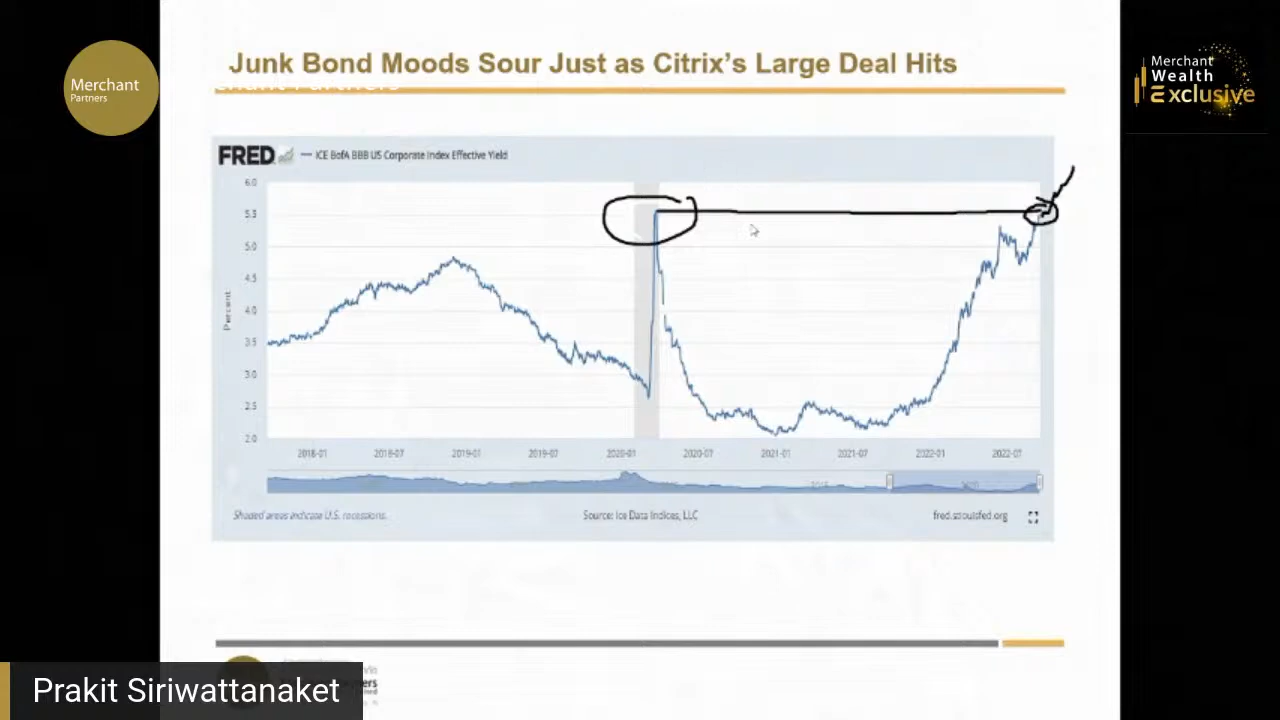 Junk Bond Moods Sour Just as Citrix's Large Deal Hits
Merchant
Partners
Merchant
Wealth
Exclusive
FRED
ICE BofA BBB US Corporate Index Effective Yield
6.0
5.5
5.0
4.5
4.0
3.5
3.0
2.5
2.0
Percent
2018-01
2018-07
2019-01
2019-07
2020-01
2020-07
2021-01
2021-07
2022-01
2022-07
Shaded areas indicate U.S. recessions.
Source: Ice Data Indices, LLC
fred.stlouisfed.org
Prakit Siriwattanaket